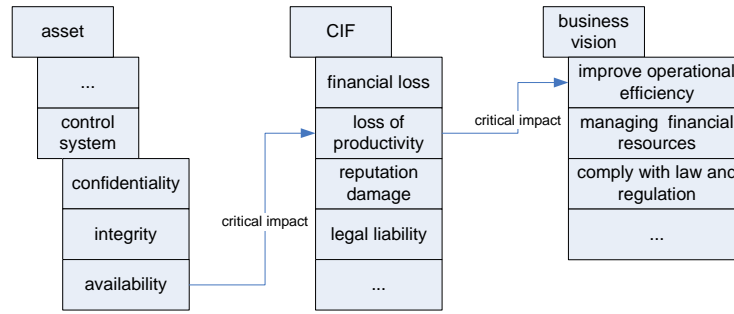 asset
...
control
system
confidentiality
integrity
availability
critical impact
CIF
financial loss
loss of
productivity
reputation
damage
legal liability
...
critical impact
business
vision
improve operational
efficiency
managing financial
resources
comply with law and
regulation
...